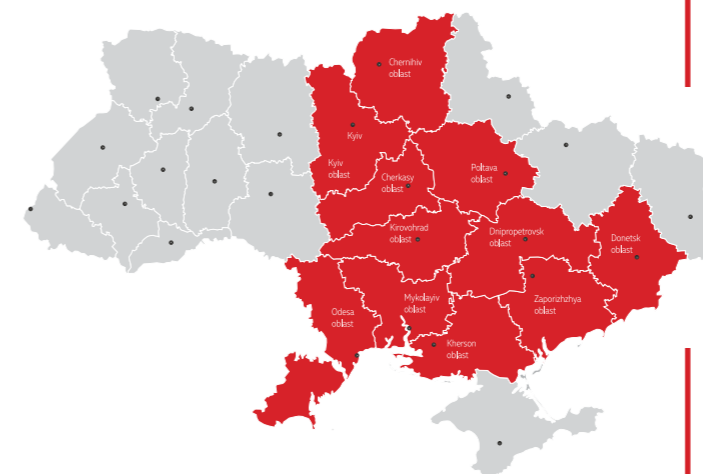 Chernihiv
oblast
Kyiv
Kyiv
oblast
Cherkasy
oblast
Poltava
oblast
Kirovohrad
oblast
Dnipropetrovsk
oblast
Donetsk
oblast
Odesa
oblast
Mykolayiv
oblast
Zaporizhzhya
oblast
Kherson
oblast